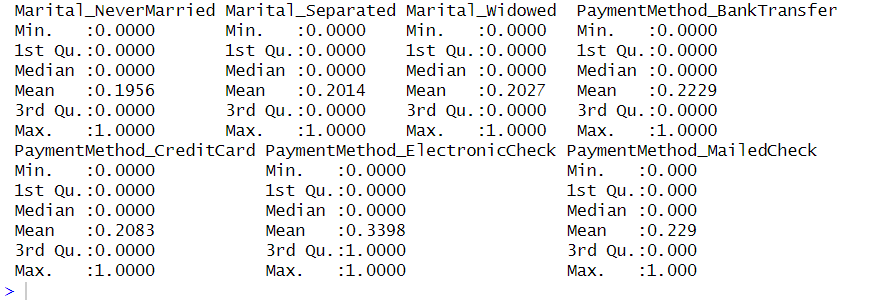 Marital_NeverMarried Marital_Separated Marital_Widowed  PaymentMethod_BankTransfer
Min.   :0.0000       Min.   :0.0000    Min.   :0.0000   Min.   :0.0000
1st Qu.:0.0000       1st Qu.:0.0000    1st Qu.:0.0000   1st Qu.:0.0000
Median :0.0000       Median :0.0000    Median :0.0000   Median :0.0000
Mean   :0.1956       Mean   :0.2014    Mean   :0.2027   Mean   :0.2229
3rd Qu.:0.0000       3rd Qu.:0.0000    3rd Qu.:0.0000   3rd Qu.:0.0000
Max.   :1.0000       Max.   :1.0000    Max.   :1.0000   Max.   :1.0000
PaymentMethod_CreditCard PaymentMethod_ElectronicCheck PaymentMethod_MailedCheck
Min.   :0.0000           Min.   :0.0000                Min.   :0.000
1st Qu.:0.0000           1st Qu.:0.0000                1st Qu.:0.000
Median :0.0000           Median :0.0000                Median :0.000
Mean   :0.2083           Mean   :0.3398                Mean   :0.229
3rd Qu.:0.0000           3rd Qu.:1.0000                3rd Qu.:0.000
Max.   :1.0000           Max.   :1.0000                Max.   :1.000
>